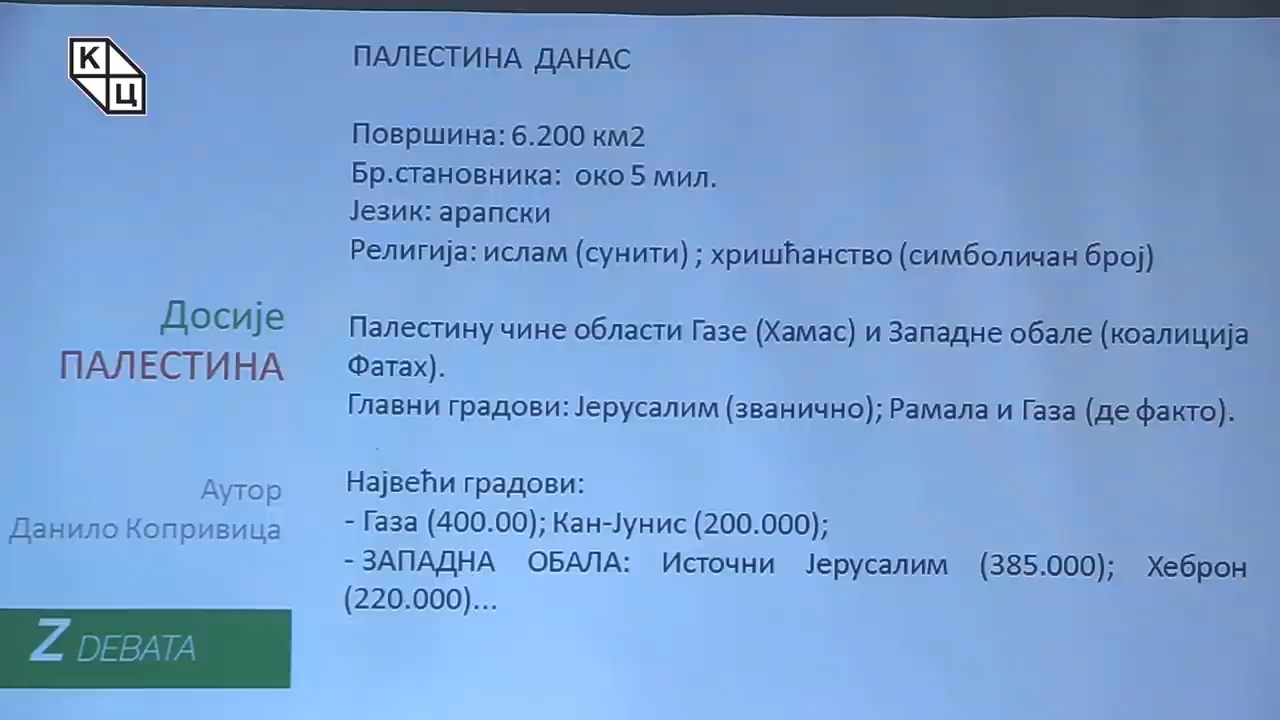 К
Ц
ПАЛЕСТИНА ДАНАС
Површина: 6.200 км2
Бр.становника: око 5 мил.
Језик: арапски
Религија: ислам (сунити) ; хришћанство (симболичан број)
Досије
ПАЛЕСТИНА
Палестину чине области Газе (Хамас) и Западне обале (коалиција
Фатах).
Главни градови: Јерусалим (званично); Рамала и Газа (де факто).
Аутор
Данило Копривица
Највећи градови:
- Газа (400.00); Кан-Јунис (200.000);
- ЗАПАДНА ОБАЛА: Источни Јерусалим (385.000); Хеброн
(220.000)...
Z DEBATA